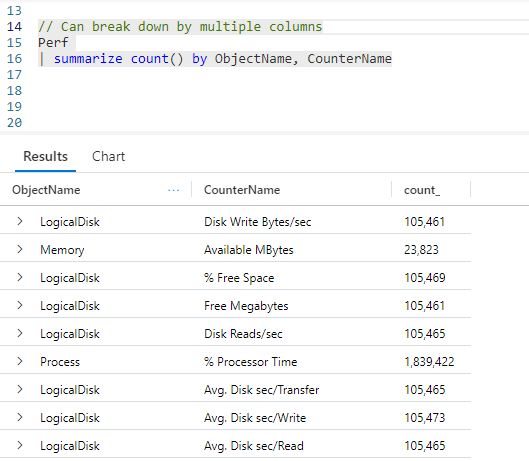 13
14 // Can break down by multiple columns
15 Perf
16 | summarize count() by ObjectName, CounterName
17
18
19
20
Results Chart
ObjectName ... CounterName count_
> LogicalDisk Disk Write Bytes/sec 105,461
> Memory Available MBytes 23,823
> LogicalDisk % Free Space 105,469
> LogicalDisk Free Megabytes 105,461
> LogicalDisk Disk Reads/sec 105,465
> Process % Processor Time 1,839,422
> LogicalDisk Avg. Disk sec/Transfer 105,465
> LogicalDisk Avg. Disk sec/Write 105,473
> LogicalDisk Avg. Disk sec/Read 105,465